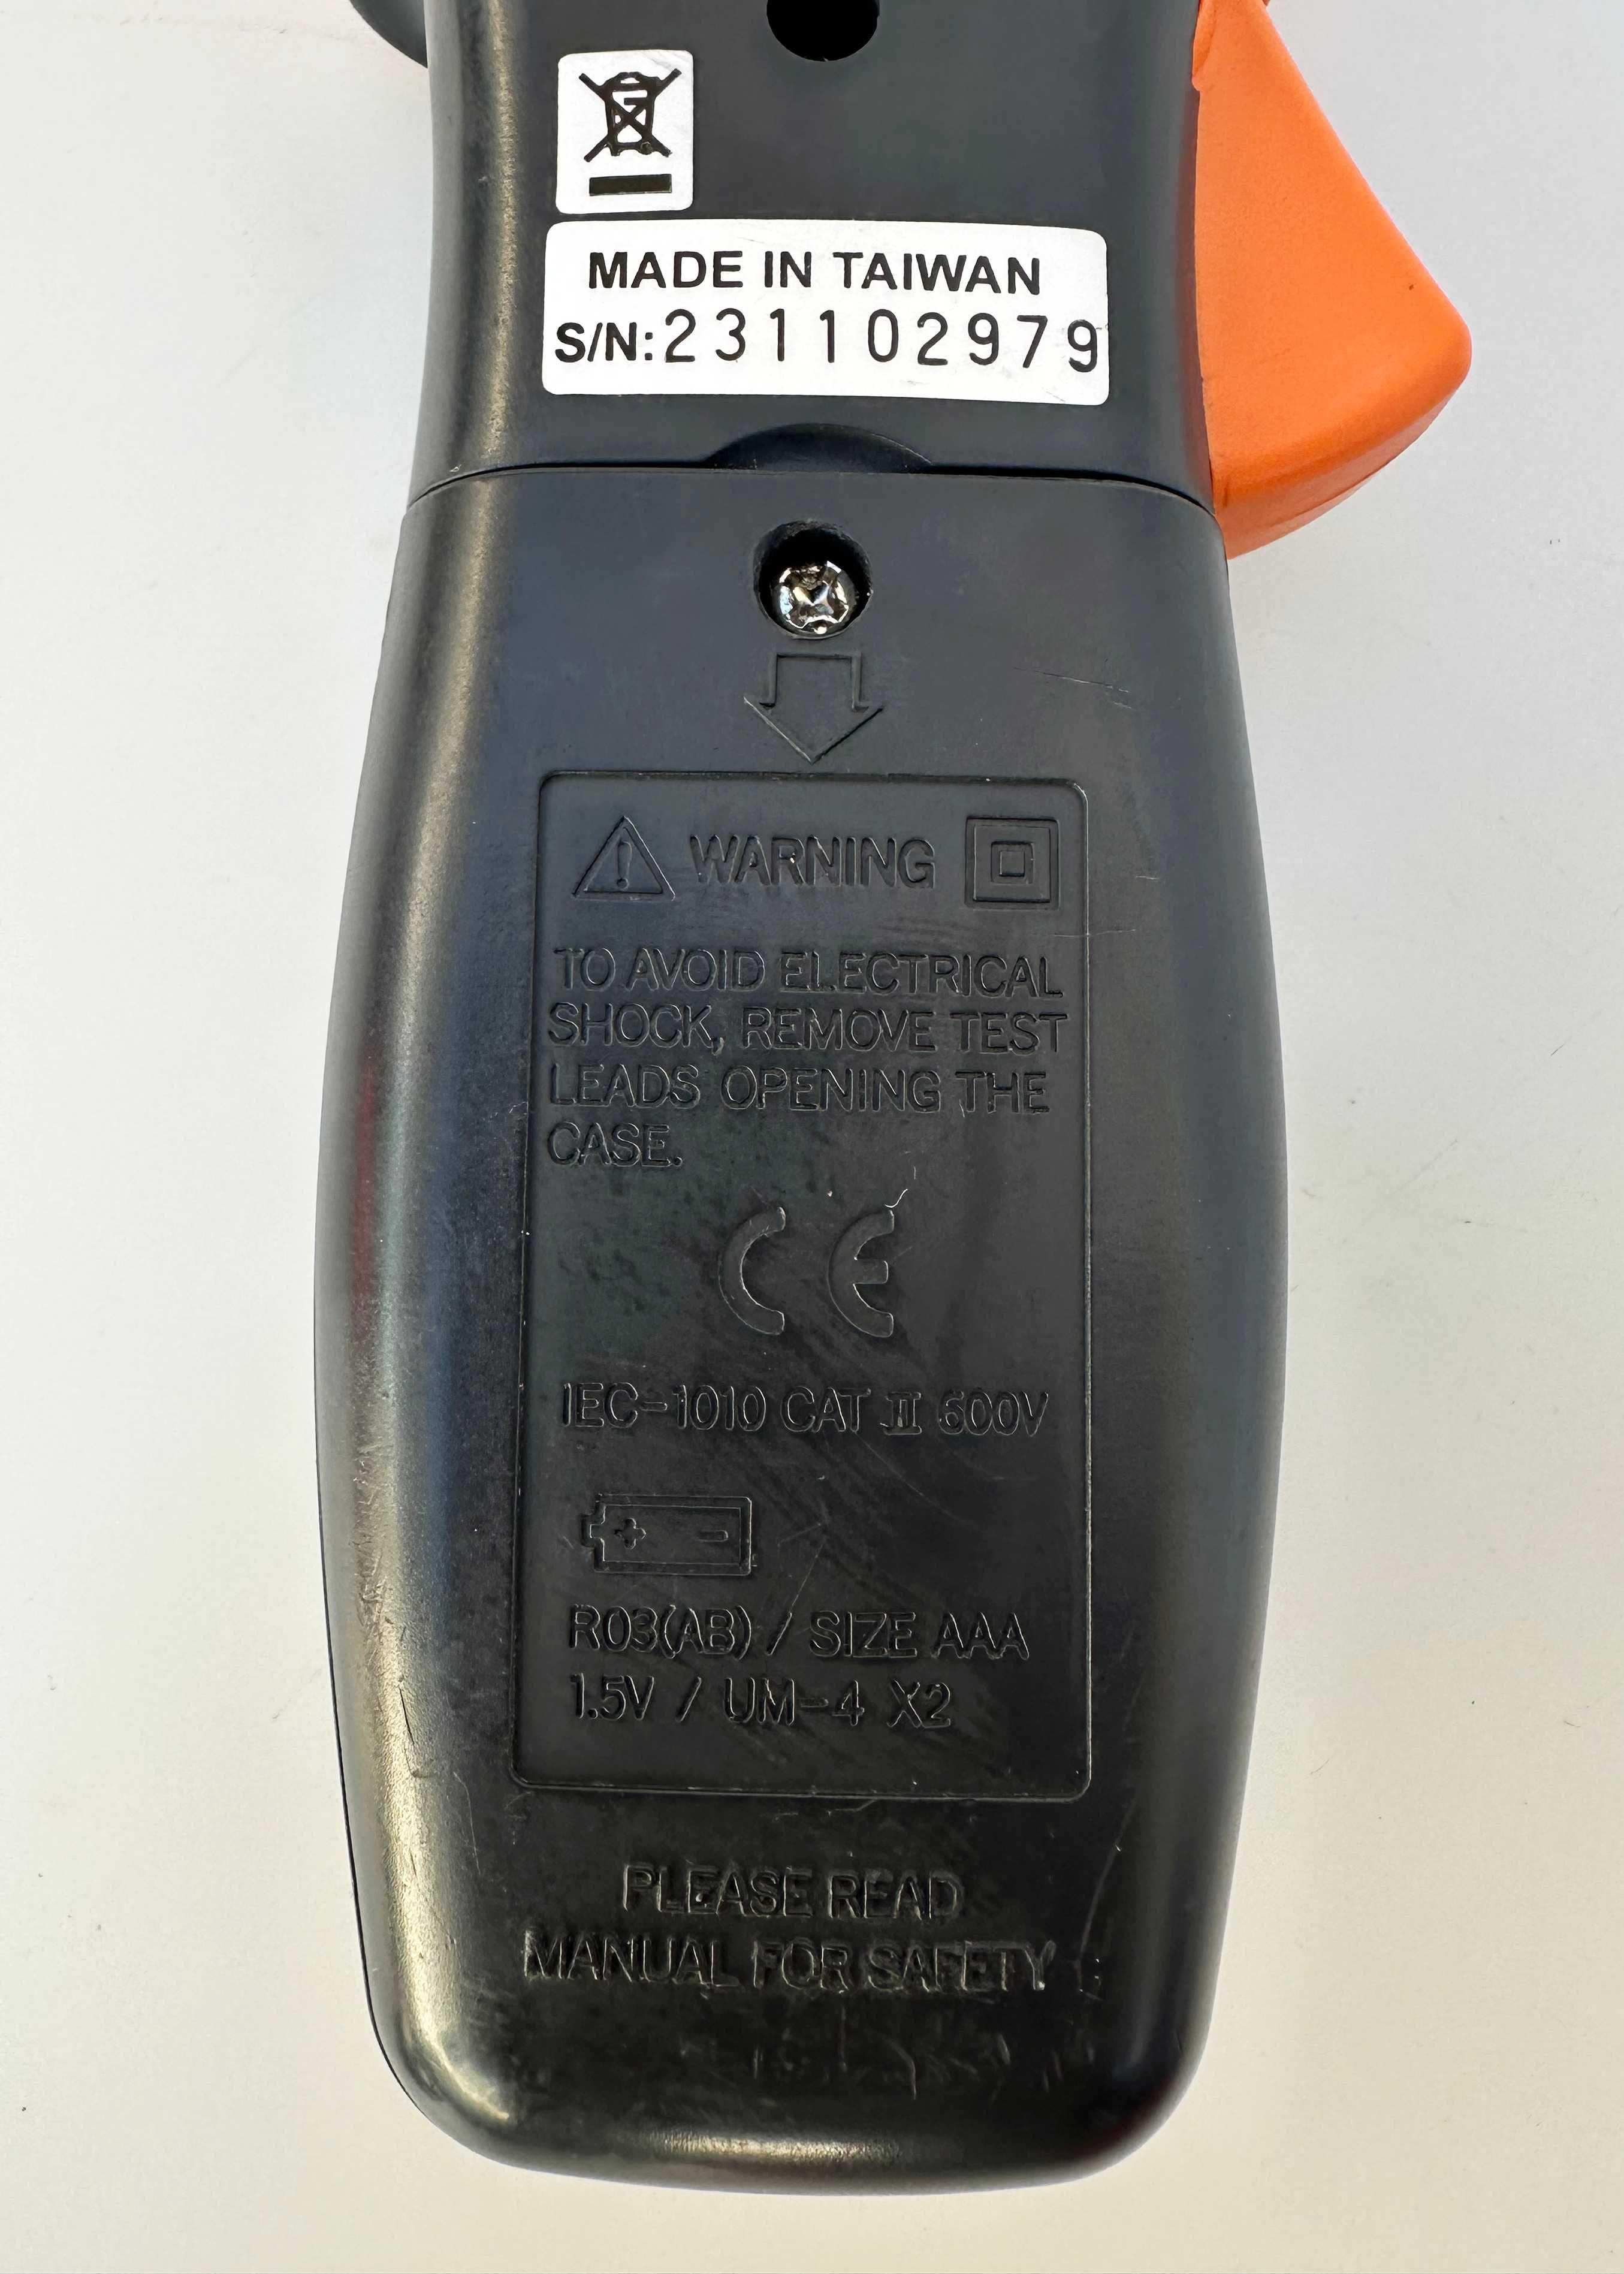 MADE IN TAIWAN
S/N: 231102979
WARNING
TO AVOID ELECTRICAL
SHOCK, REMOVE TEST
LEADS OPENING THE
CASE.
CE
IEC-1010 CAT II 600V
+ -
R03(AB) / SIZE AAA
1.5V / UM-4 X2
PLEASE READ
MANUAL FOR SAFETY